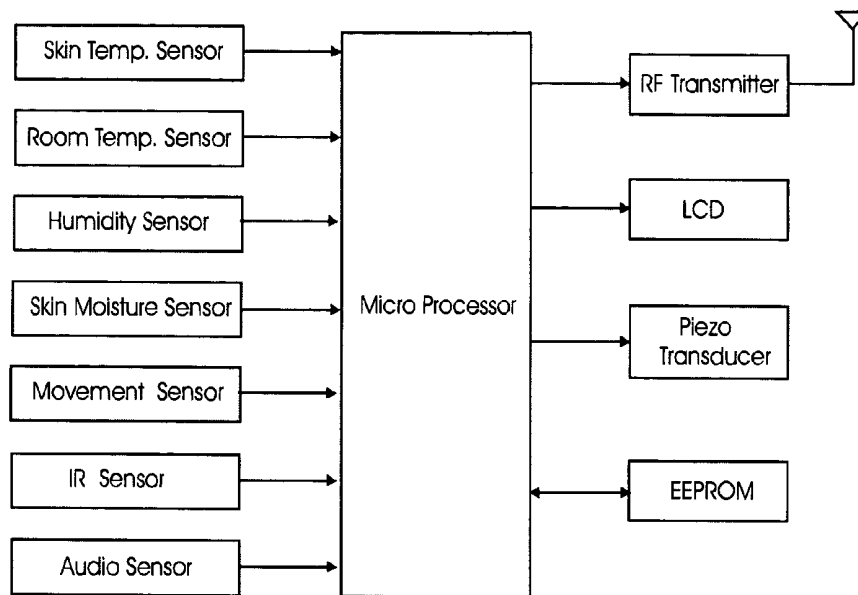 Skin Temp. Sensor
Room Temp. Sensor
Humidity Sensor
Skin Moisture Sensor
Movement Sensor
IR Sensor
Audio Sensor
Micro Processor
RF Transmitter
LCD
Piezo
Transducer
EEPROM